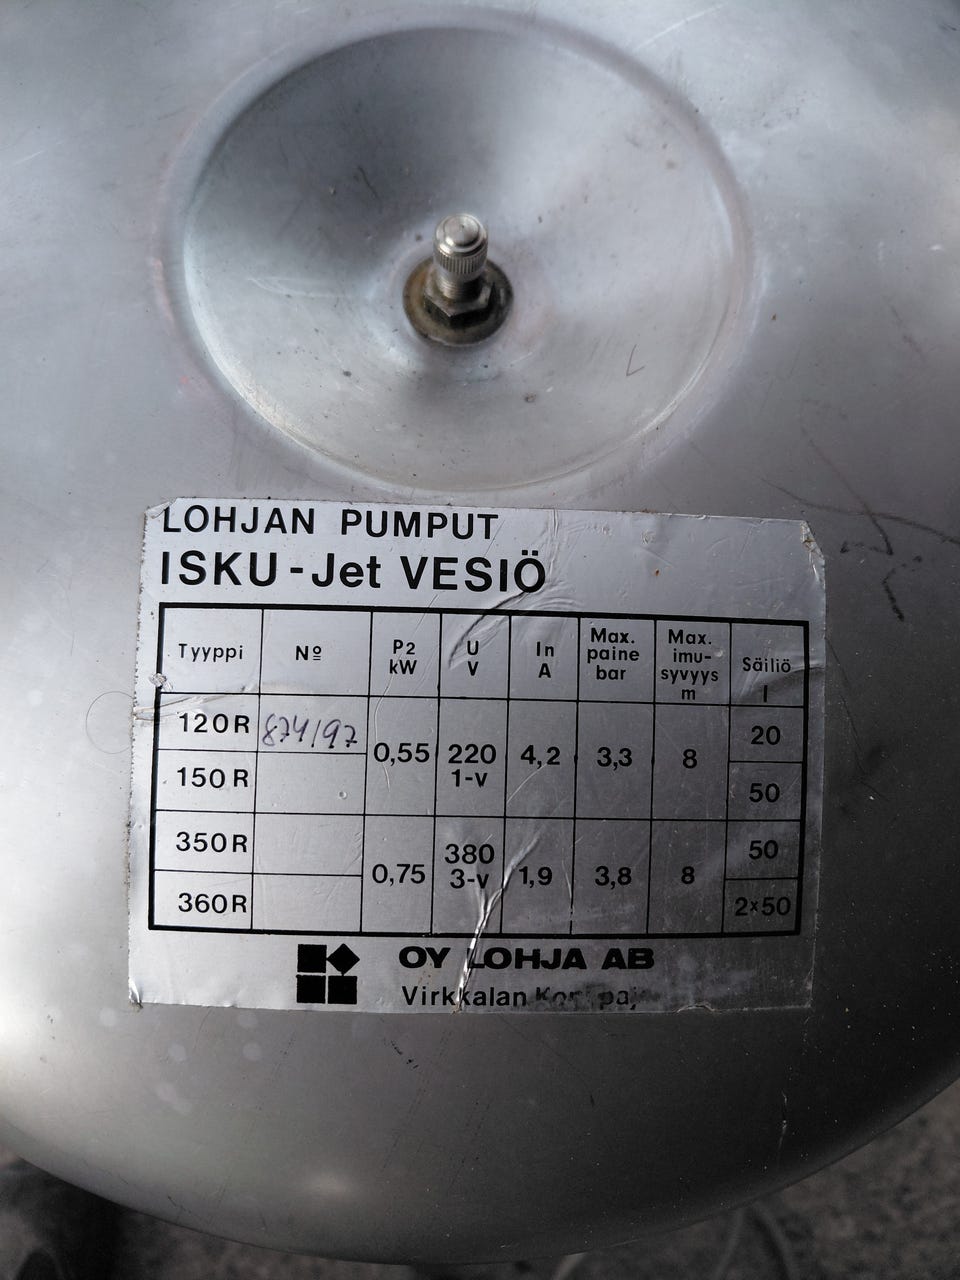 LOHJAN PUMPUT
ISKU-Jet VESIÖ
Tyyppi Nº P2 kW U V In A Max. paine bar Max. imu-syvyys m Säiliö l
120R 874/97 0,55 220 1-v 4,2 3,3 8 20
150R 50
350R 0,75 380 3-v 1,9 3,8 8 50
360R 2×50
OY LOHJA AB
Virkkalan